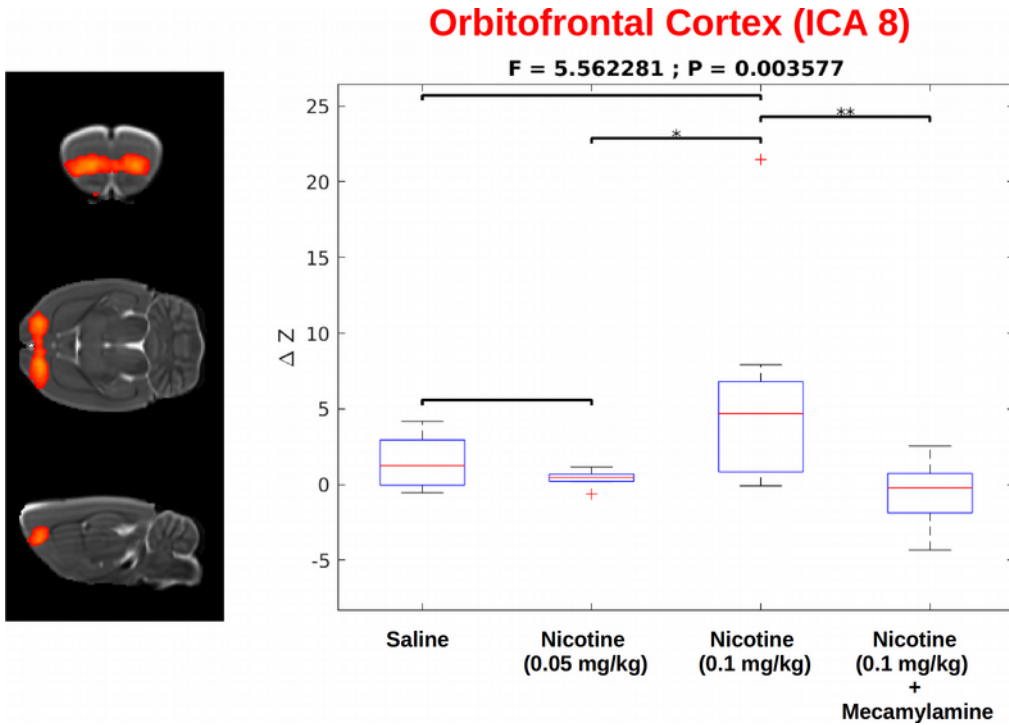 Orbitofrontal Cortex (ICA 8)
F = 5.562281 ; P = 0.003577
25
**
*
20
15
10
5
0
-5
Δ Z
Saline
Nicotine
(0.05 mg/kg)
Nicotine
(0.1 mg/kg)
Nicotine
(0.1 mg/kg)
+
Mecamylamine